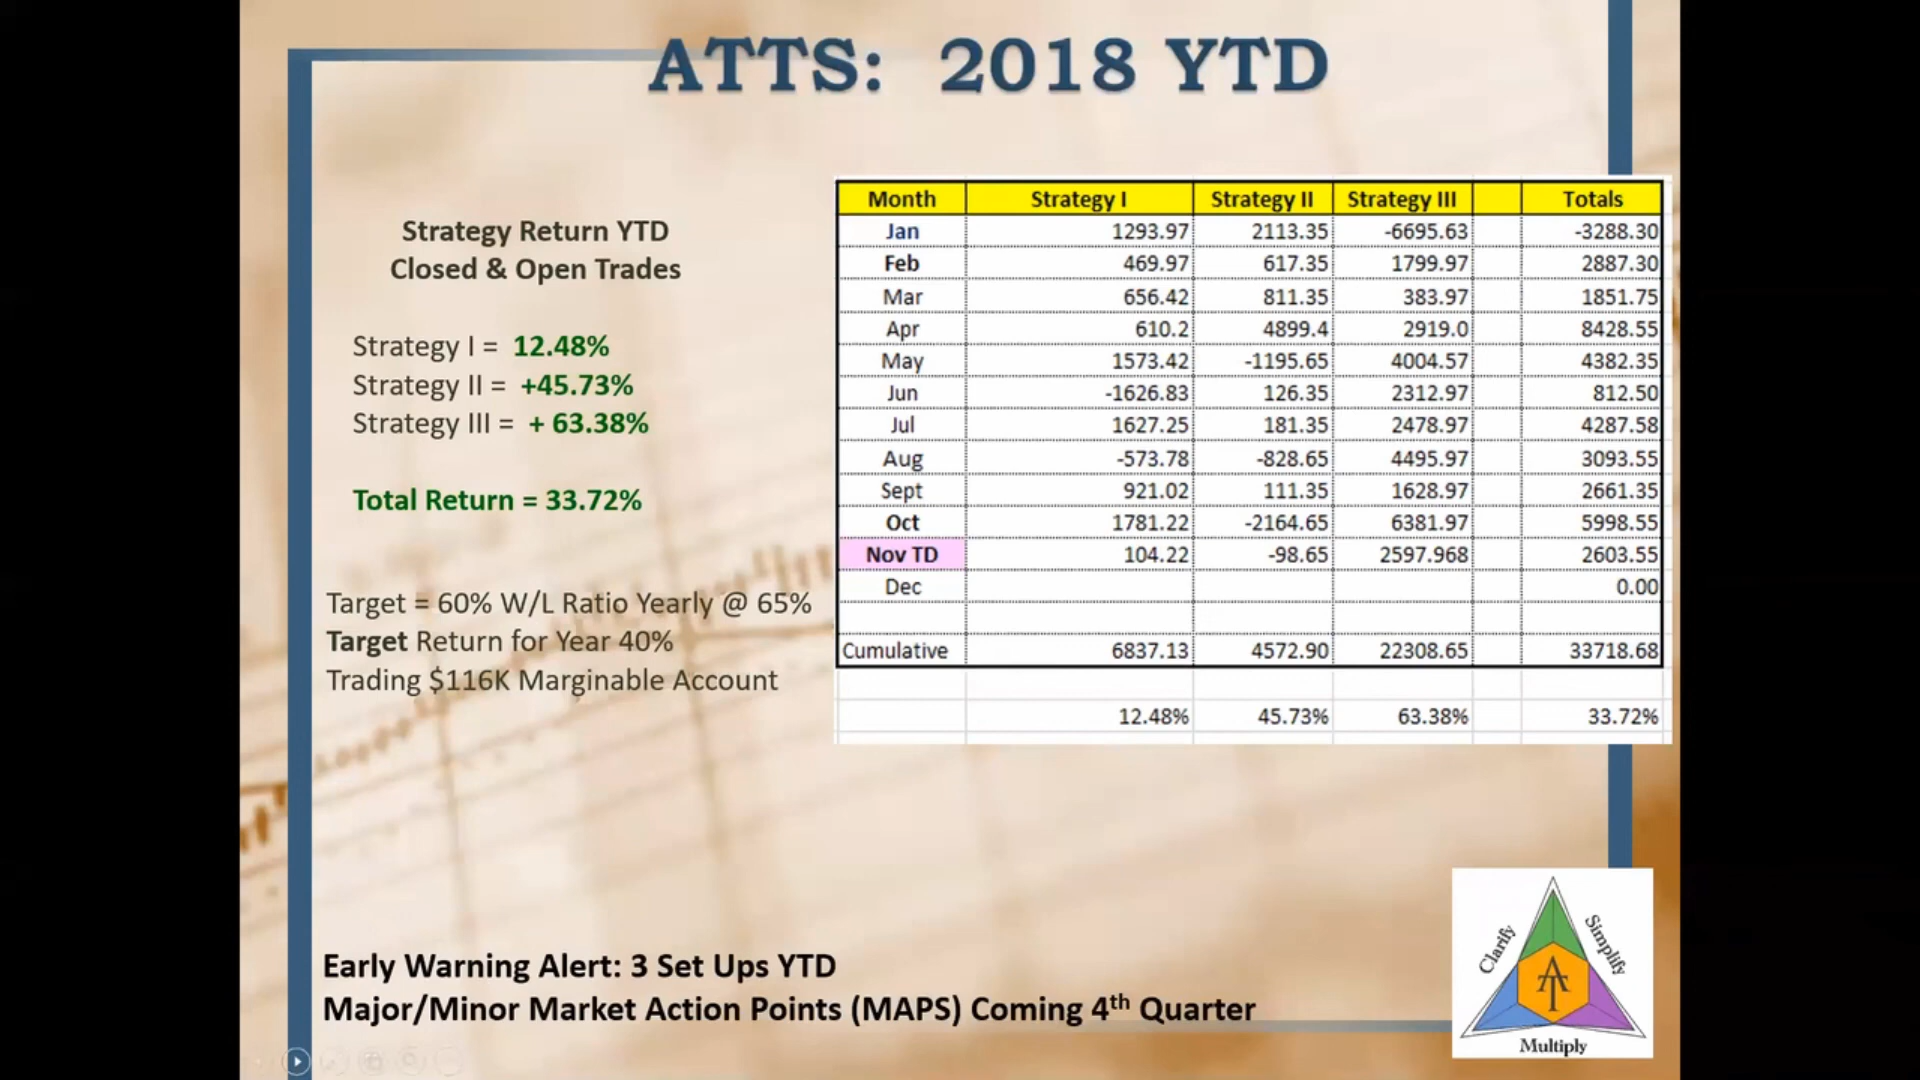 ATTS: 2018 YTD
Strategy Return YTD
Closed & Open Trades
Strategy I = 12.48%
Strategy II = +45.73%
Strategy III = + 63.38%
Total Return = 33.72%
Target = 60% W/L Ratio Yearly @ 65%
Target Return for Year 40%
Trading $116K Marginable Account
Month Strategy I Strategy II Strategy III Totals
Jan 1293.97 2113.35 -6695.63 -3288.30
Feb 469.97 617.35 1799.97 2887.30
Mar 656.42 811.35 383.97 1851.75
Apr 610.2 4899.4 2919.0 8428.55
May 1573.42 -1195.65 4004.57 4382.35
Jun -1626.83 126.35 2312.97 812.50
Jul 1627.25 181.35 2478.97 4287.58
Aug -573.78 -828.65 4495.97 3093.55
Sept 921.02 111.35 1628.97 2661.35
Oct 1781.22 -2164.65 6381.97 5998.55
Nov TD 104.22 -98.65 2597.968 2603.55
Dec 0.00
Cumulative 6837.13 4572.90 22308.65 33718.68
12.48% 45.73% 63.38% 33.72%
Early Warning Alert: 3 Set Ups YTD
Major/Minor Market Action Points (MAPS) Coming 4th Quarter
Clarify
Simplify
AT
Multiply